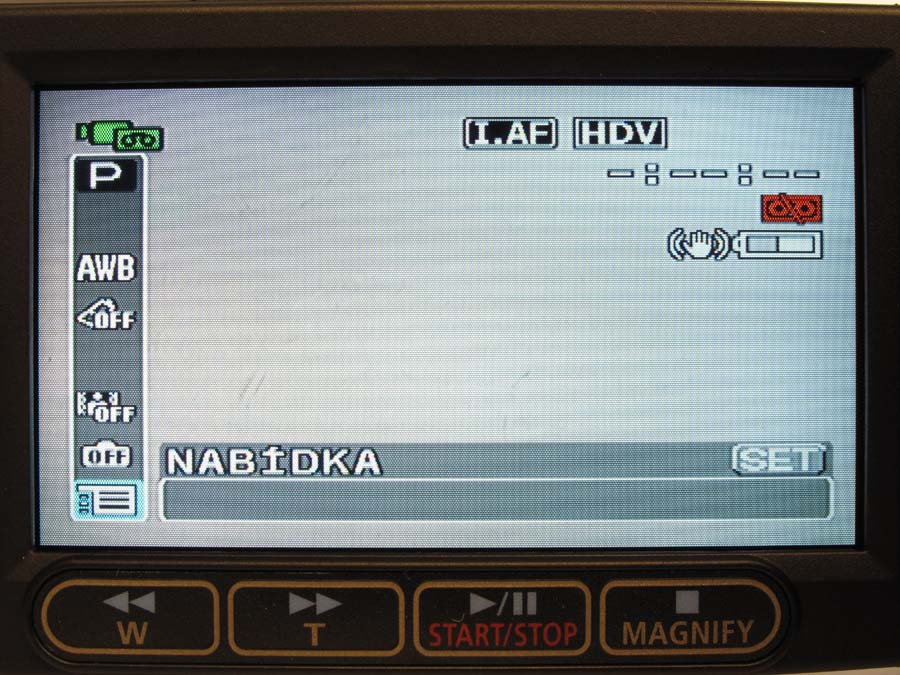 I.AF HDV
P
- : - - : - -
AWB
OFF
OFF
OFF
NABÍDKA SET
W T START/STOP MAGNIFY